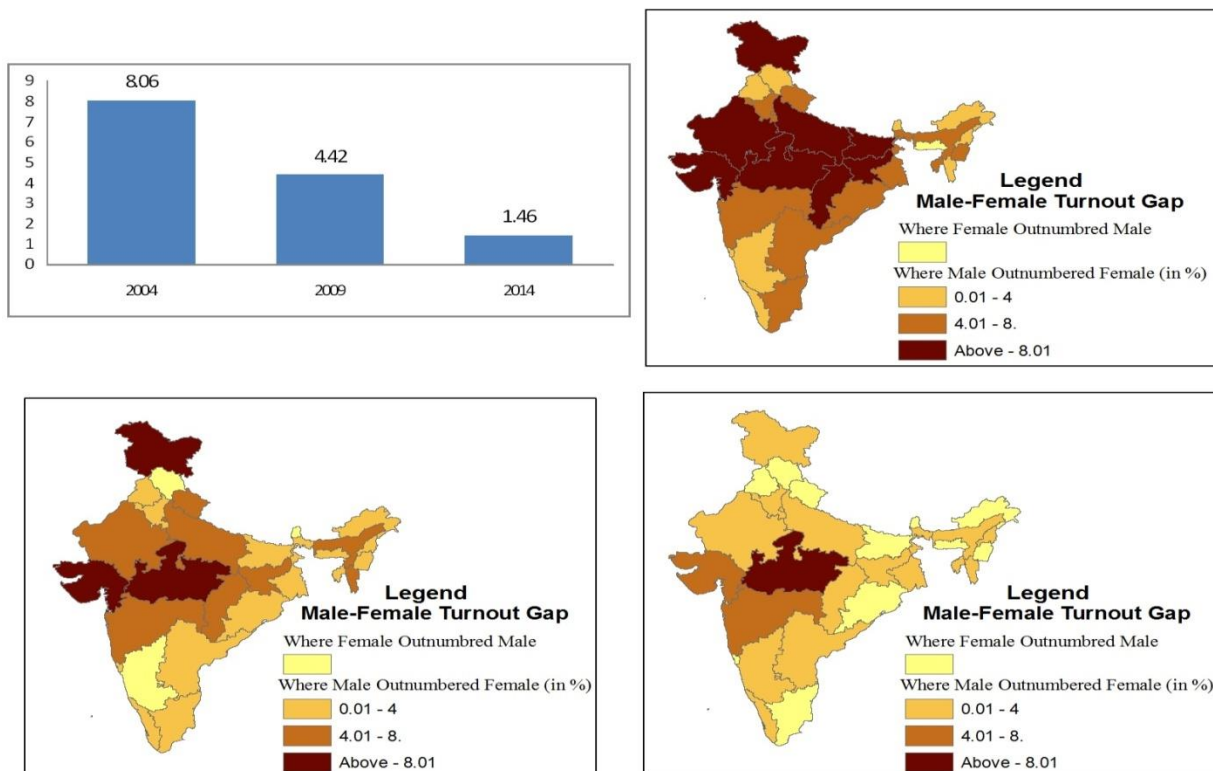 9
8
7
6
5
4
3
2
1
0
8.06
4.42
1.46
2004
2009
2014
Legend
Male-Female Turnout Gap
Where Female Outnumbred Male
Where Male Outnumbered Female (in %)
0.01 - 4
4.01 - 8.
Above - 8.01
Legend
Male-Female Turnout Gap
Where Female Outnumbred Male
Where Male Outnumbered Female (in %)
0.01 - 4
4.01 - 8.
Above - 8.01
Legend
Male-Female Turnout Gap
Where Female Outnumbred Male
Where Male Outnumbered Female (in %)
0.01 - 4
4.01 - 8.
Above - 8.01